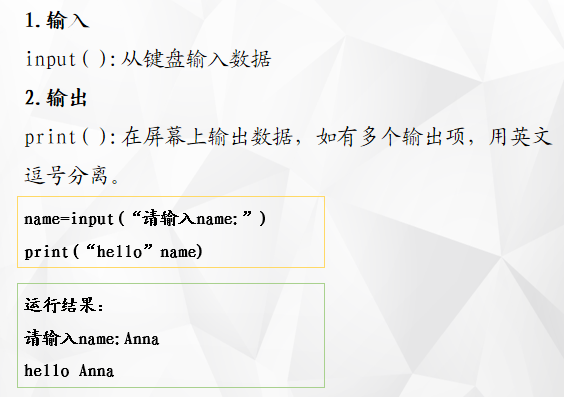 1.输入
input( ):从键盘输入数据
2.输出
print( ):在屏幕上输出数据，如有多个输出项，用英文
逗号分离。
name=input(“请输入name:”)
print(“hello”name)
运行结果：
请输入name:Anna
hello Anna